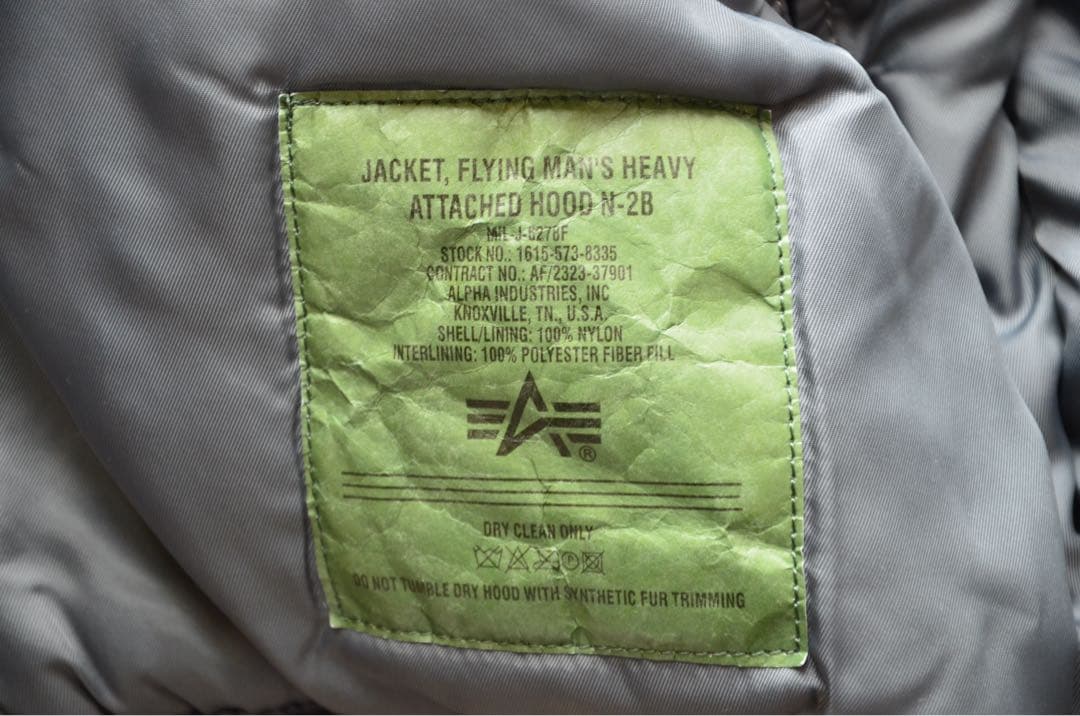 JACKET, FLYING MAN'S HEAVY
ATTACHED HOOD N-2B
MIL-J-6278F
STOCK NO.: 1615-573-8335
CONTRACT NO.: AF/2323-37901
ALPHA INDUSTRIES, INC
KNOXVILLE, TN., U.S.A.
SHELL/LINING: 100% NYLON
INTERLINING: 100% POLYESTER FIBER FILL
®
DRY CLEAN ONLY
DO NOT TUMBLE DRY HOOD WITH SYNTHETIC FUR TRIMMING